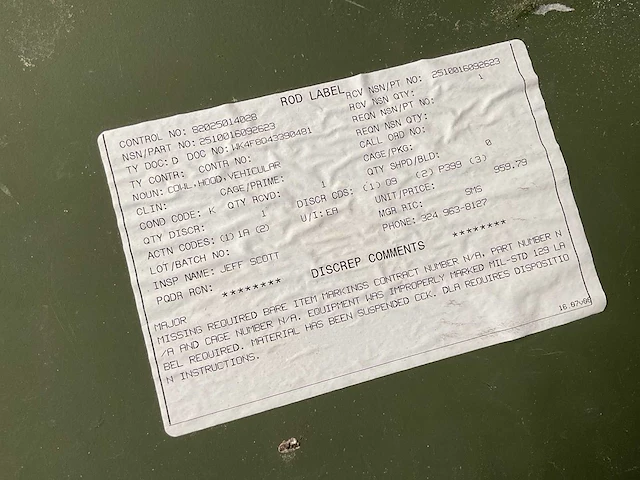 ROD LABEL
CONTROL NO: 82025014028 RCV NSN/PT NO: 2510016092623
NSN/PART NO: 2510016092623 RCV NSN QTY: 1
TY DOC: D DOC NO: WK4FB043390481 REQN NSN/PT NO:
TY CONTR: CONTR NO: REQN NSN QTY:
NOUN: COWL,HOOD,VEHICULAR CALL ORD NO:
CLIN: CAGE/PRIME: CAGE/PKG:
COND CODE: K QTY RCVD: 1 QTY SHPD/BLD: 0
QTY DISCR: 1 DISCR CDS: (1) 09 (2) P399 (3)
ACTN CODES: (1) 1A (2) U/I: EA UNIT/PRICE: 959.79
LOT/BATCH NO: MGR RIC: SMS
INSP NAME: JEFF SCOTT PHONE: 324 963-8127
PQDR RCN: ******** ********
DISCREP COMMENTS
MAJOR
MISSING REQUIRED BARE ITEM MARKINGS CONTRACT NUMBER N/A. PART NUMBER N
/A AND CAGE NUMBER N/A. EQUIPMENT WAS IMPROPERLY MARKED MIL-STD 129 LA
BEL REQUIRED. MATERIAL HAS BEEN SUSPENDED CCK. DLA REQUIRES DISPOSITIO
N INSTRUCTIONS.